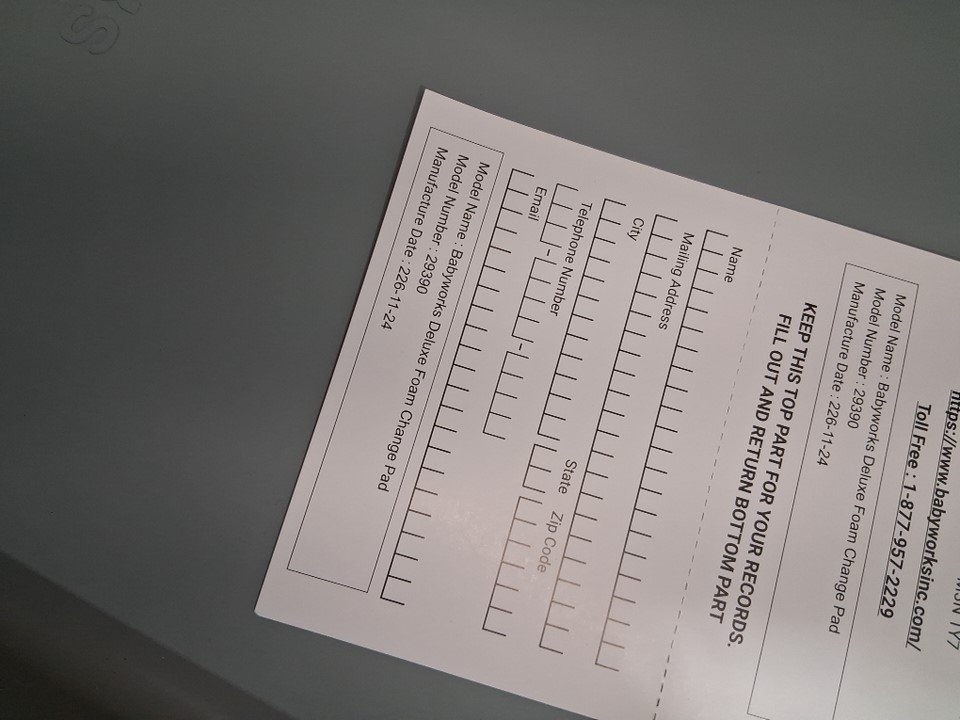 M3N 1Y7
https://www.babyworksinc.com/
Toll Free : 1-877-957-2229
Model Name : Babyworks Deluxe Foam Change Pad
Model Number : 29390
Manufacture Date : 226-11-24
KEEP THIS TOP PART FOR YOUR RECORDS.
FILL OUT AND RETURN BOTTOM PART
Name
Mailing Address
City State Zip Code
Telephone Number
- -
Email
Model Name : Babyworks Deluxe Foam Change Pad
Model Number : 29390
Manufacture Date : 226-11-24